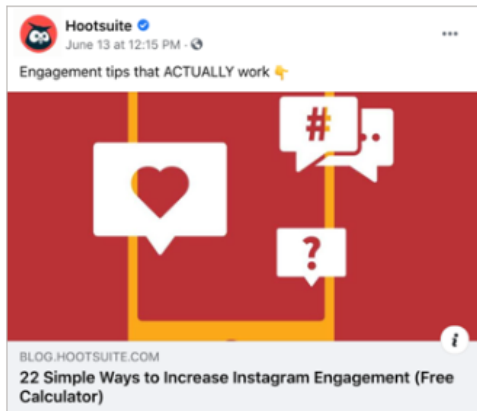 Hootsuite
June 13 at 12:15 PM ·
Engagement tips that ACTUALLY work 👇
#
..
?
i
BLOG.HOOTSUITE.COM
22 Simple Ways to Increase Instagram Engagement (Free
Calculator)